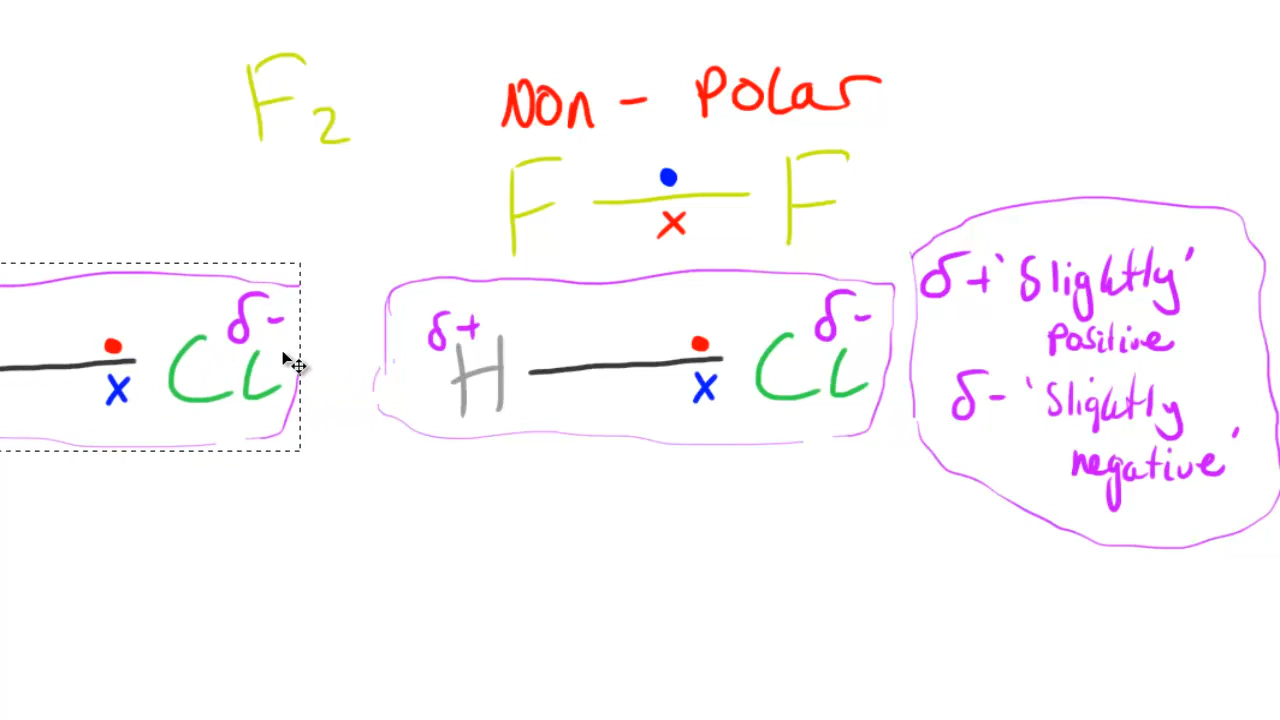 F2
Non - Polar
F • x F
• x Cl δ-
δ+ H • x Cl δ-
δ+ 'Slightly'
Positive
δ- 'Slightly
negative'